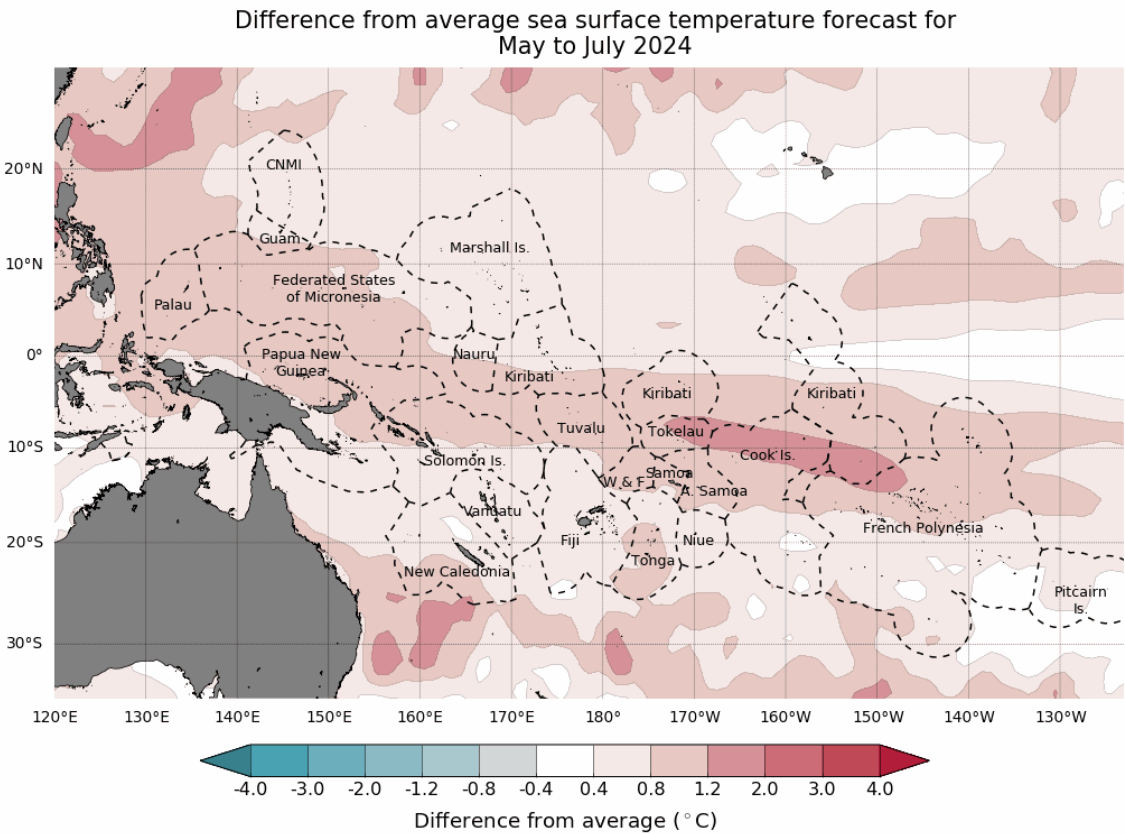 Difference from average sea surface temperature forecast for
May to July 2024
20°N
10°N
0°
10°S
20°S
30°S
CNMI
Guam
Marshall Is.
Federated States
of Micronesia
Palau
Papua New
Guinea
Nauru
Kiribati
Kiribati
Kiribati
Tuvalu
Tokelau
Solomon Is.
Cook Is.
Samoa
W & F
A. Samoa
Vanuatu
French Polynesia
Fiji
Niue
Tonga
New Caledonia
Pitcairn
Is.
120°E 130°E 140°E 150°E 160°E 170°E 180° 170°W 160°W 150°W 140°W 130°W
-4.0 -3.0 -2.0 -1.2 -0.8 -0.4 0.4 0.8 1.2 2.0 3.0 4.0
Difference from average (°C)